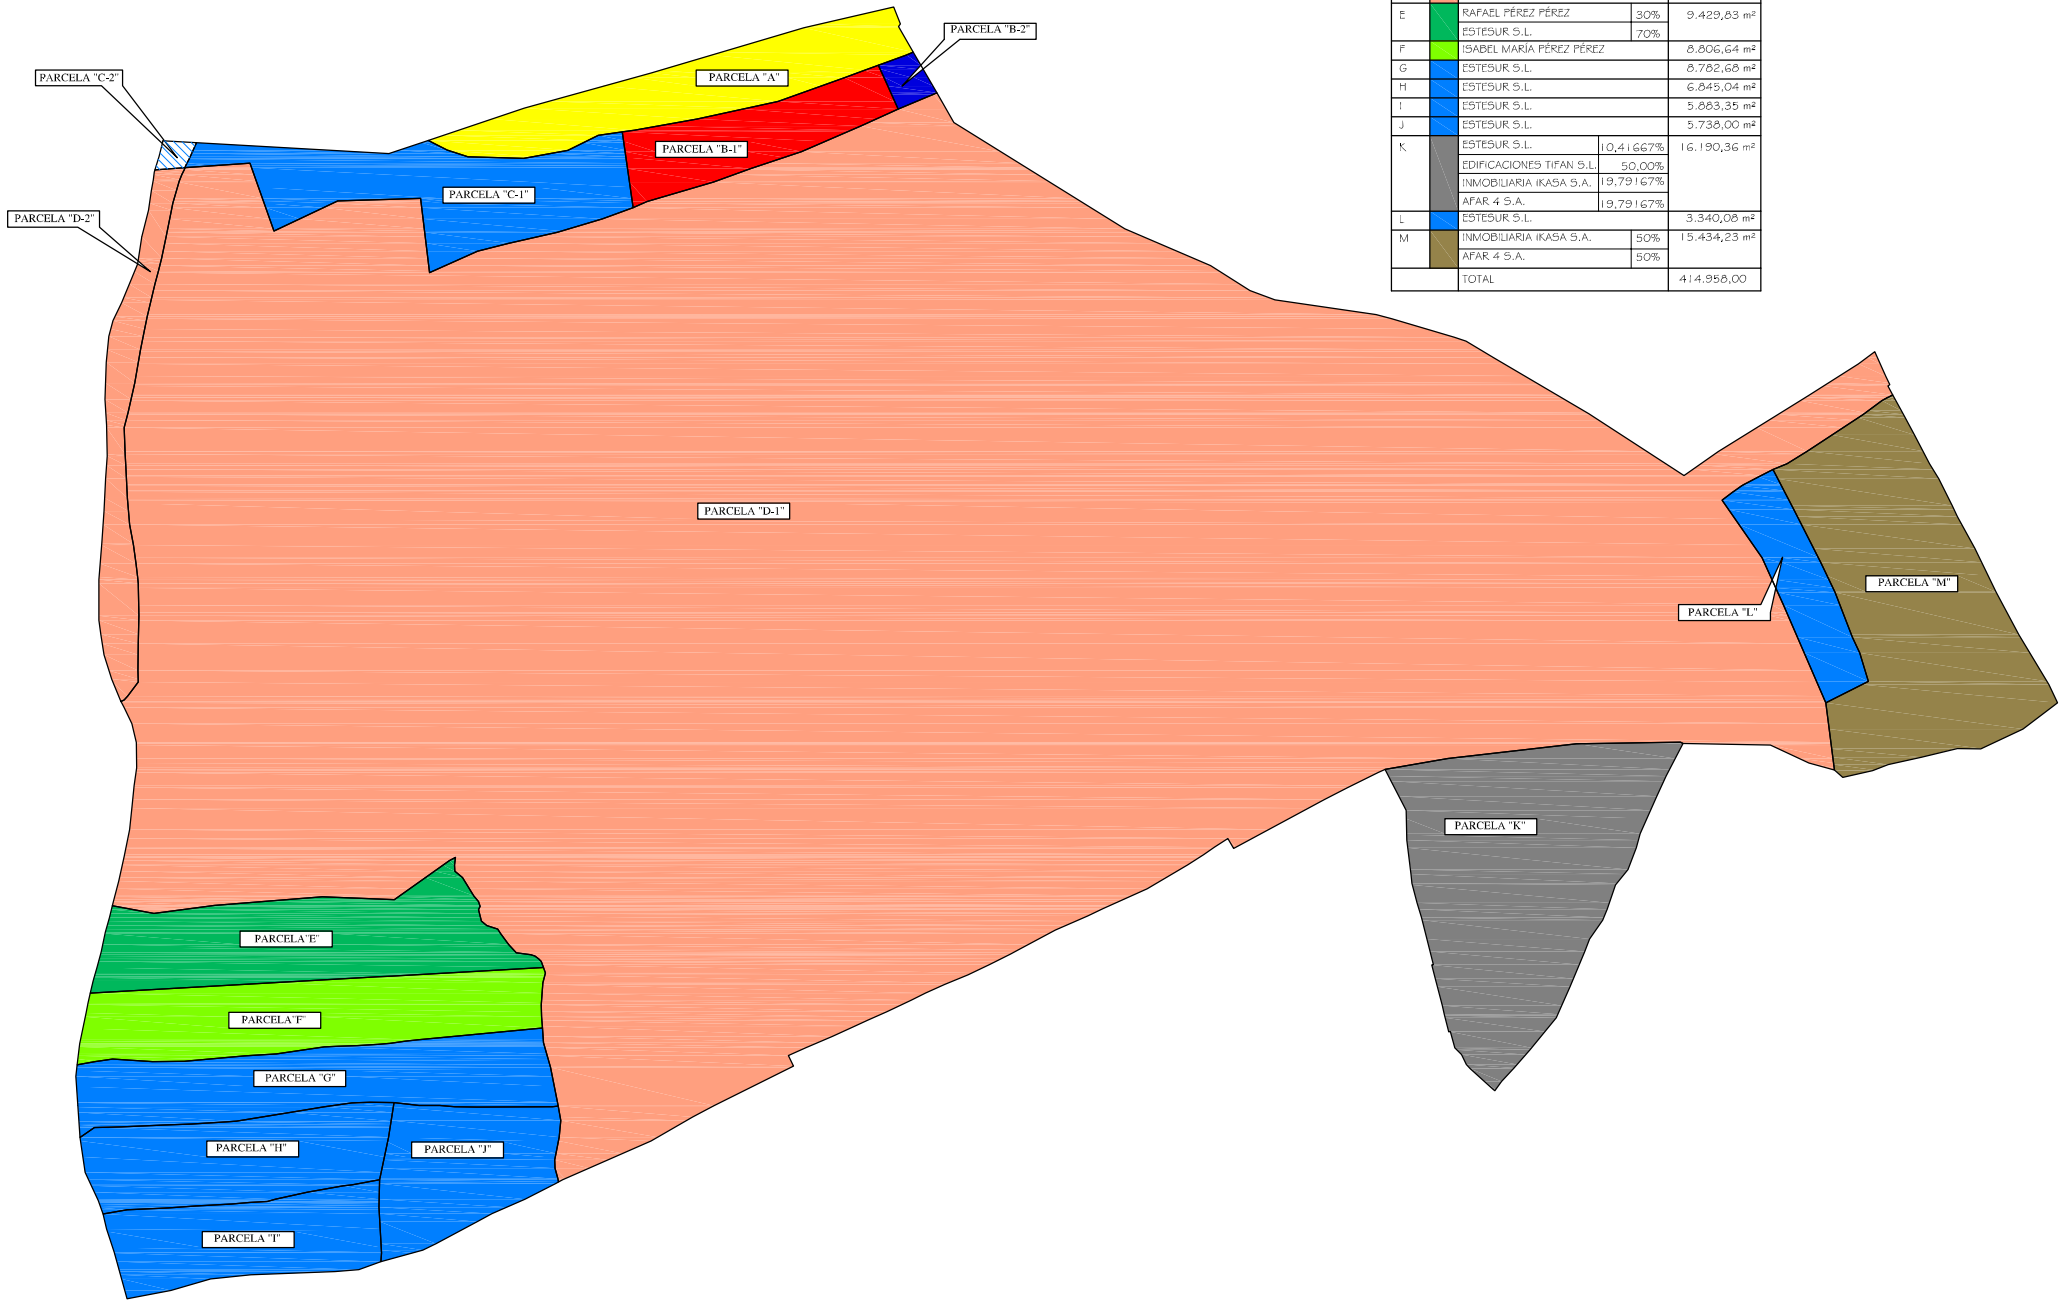 E RAFAEL PÉREZ PÉREZ 30% 9.429,83 m²
ESTESUR S.L. 70%
F ISABEL MARÍA PÉREZ PÉREZ 8.806,64 m²
G ESTESUR S.L. 8.782,68 m²
H ESTESUR S.L. 6.845,04 m²
I ESTESUR S.L. 5.883,35 m²
J ESTESUR S.L. 5.738,00 m²
K ESTESUR S.L. 10,41667% 16.190,36 m²
EDIFICACIONES TIFAN S.L. 50,00%
INMOBILIARIA IKASA S.A. 19,79167%
AFAR 4 S.A. 19,79167%
L ESTESUR S.L. 3.340,08 m²
M INMOBILIARIA IKASA S.A. 50% 15.434,23 m²
AFAR 4 S.A. 50%
TOTAL 414.958,00
PARCELA "B-2"
PARCELA "C-2"
PARCELA "A"
PARCELA "B-1"
PARCELA "C-1"
PARCELA "D-2"
PARCELA "D-1"
PARCELA "M"
PARCELA "L"
PARCELA "K"
PARCELA"E"
PARCELA"F"
PARCELA "G"
PARCELA "H"
PARCELA "J"
PARCELA "I"